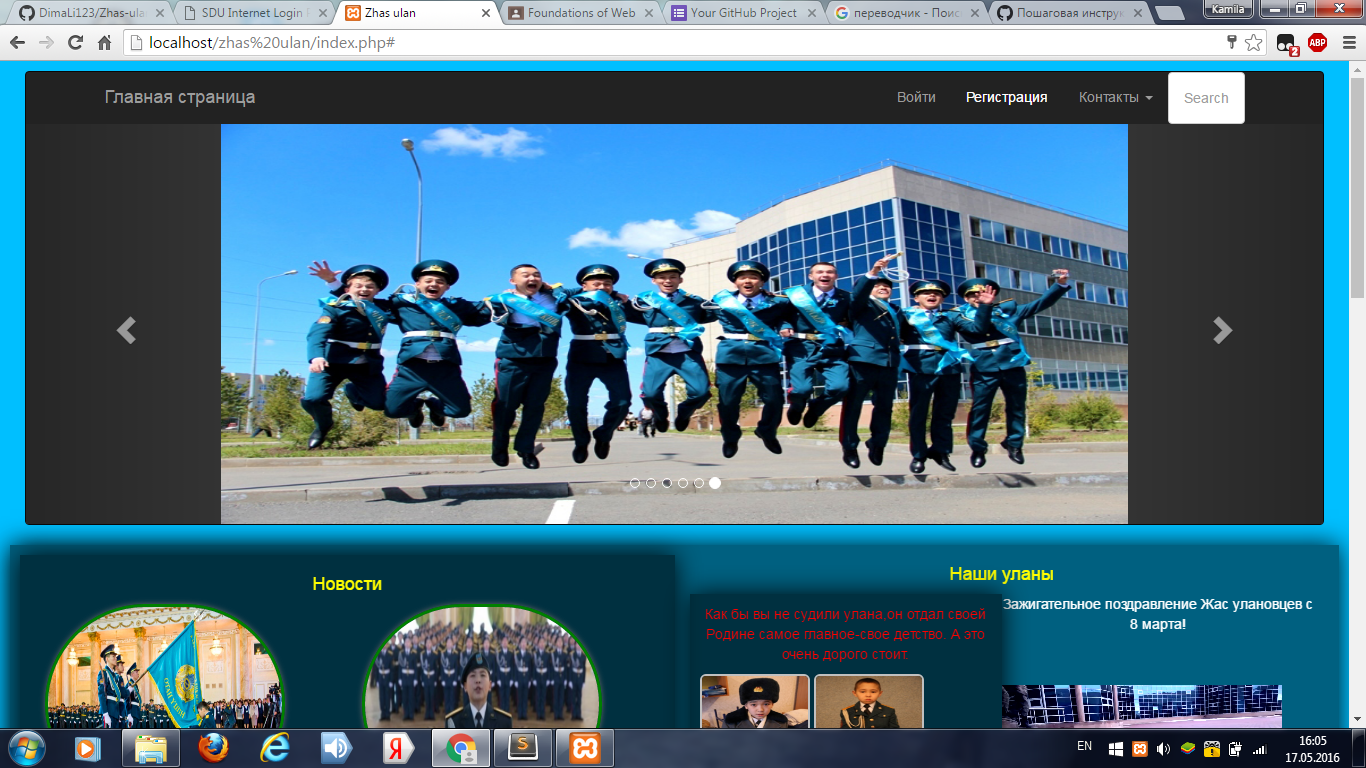 DimaLi123/Zhas-ula
SDU Internet Login
Zhas ulan
Foundations of Web
Your GitHub Project
переводчик - Поис
Пошаговая инструк
Kamila
localhost/zhas%20ulan/index.php#
ABP
2
Главная страница
Войти
Регистрация
Контакты
Search
Новости
Наши уланы
Как бы вы не судили улана,он отдал своей
Родине самое главное-свое детство. А это
очень дорого стоит.
Зажигательное поздравление Жас улановцев с
8 марта!
EN
16:05
17.05.2016